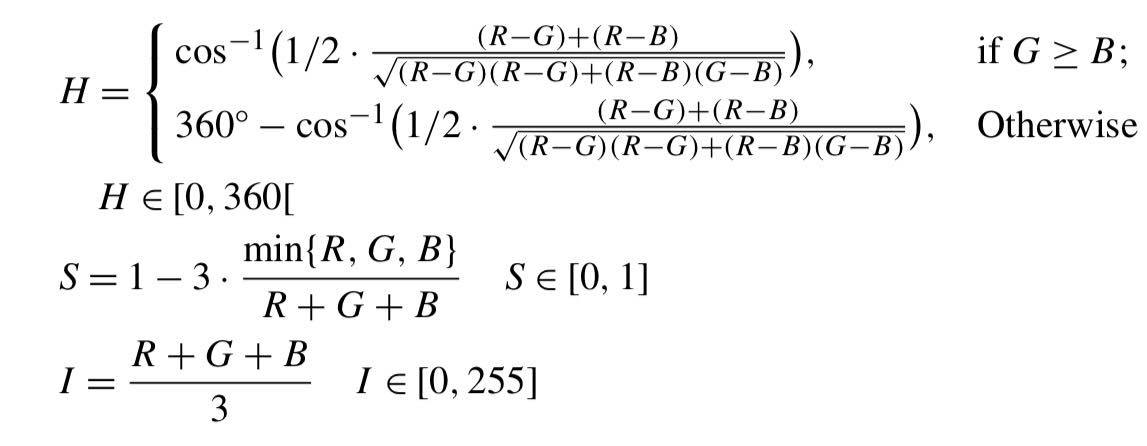 H = { cos⁻¹(1/2 · ((R−G)+(R−B)) / √((R−G)(R−G)+(R−B)(G−B))), if G ≥ B;
360° − cos⁻¹(1/2 · ((R−G)+(R−B)) / √((R−G)(R−G)+(R−B)(G−B))), Otherwise
H ∈ [0, 360[
S = 1 − 3 · min{R, G, B} / (R + G + B) S ∈ [0, 1]
I = (R + G + B) / 3 I ∈ [0, 255]